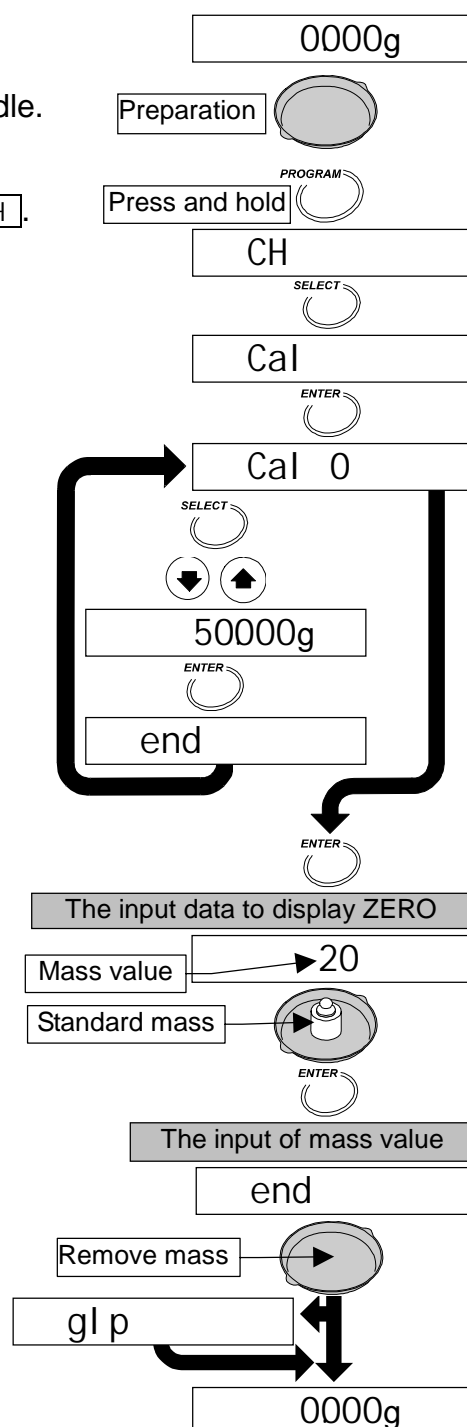 0000g
dle.
Preparation
PROGRAM
H .
Press and hold
CH
SELECT
Cal
ENTER
Cal 0
SELECT
50000g
ENTER
end
ENTER
The input data to display ZERO
20
Mass value
Standard mass
ENTER
The input of mass value
end
Remove mass
gl p
0000g